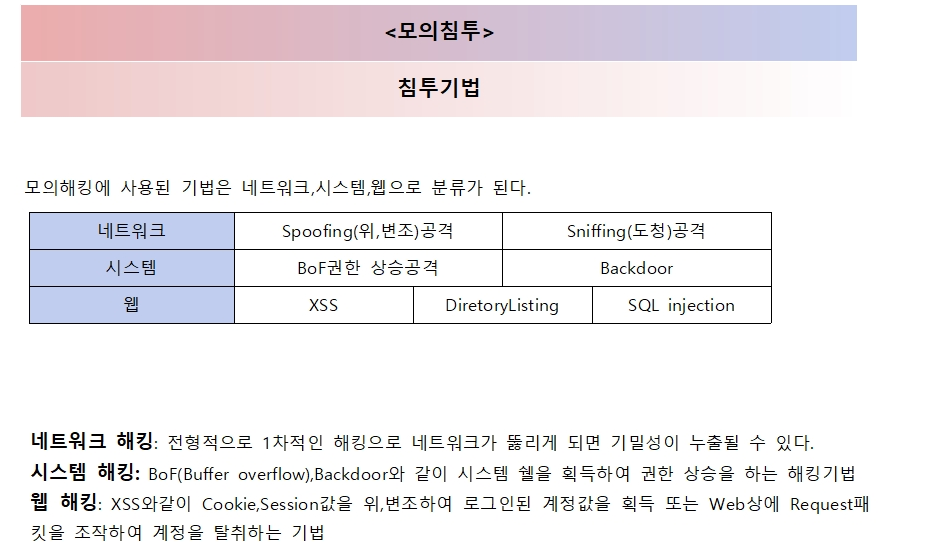 <모의침투>
침투기법
모의해킹에 사용된 기법은 네트워크,시스템,웹으로 분류가 된다.
네트워크 Spoofing(위,변조)공격 Sniffing(도청)공격
시스템 BoF권한 상승공격 Backdoor
웹 XSS DiretoryListing SQL injection
네트워크 해킹: 전형적으로 1차적인 해킹으로 네트워크가 뚫리게 되면 기밀성이 누출될 수 있다.
시스템 해킹: BoF(Buffer overflow),Backdoor와 같이 시스템 쉘을 획득하여 권한 상승을 하는 해킹기법
웹 해킹: XSS와같이 Cookie,Session값을 위,변조하여 로그인된 계정값을 획득 또는 Web상에 Request패
킷을 조작하여 계정을 탈취하는 기법